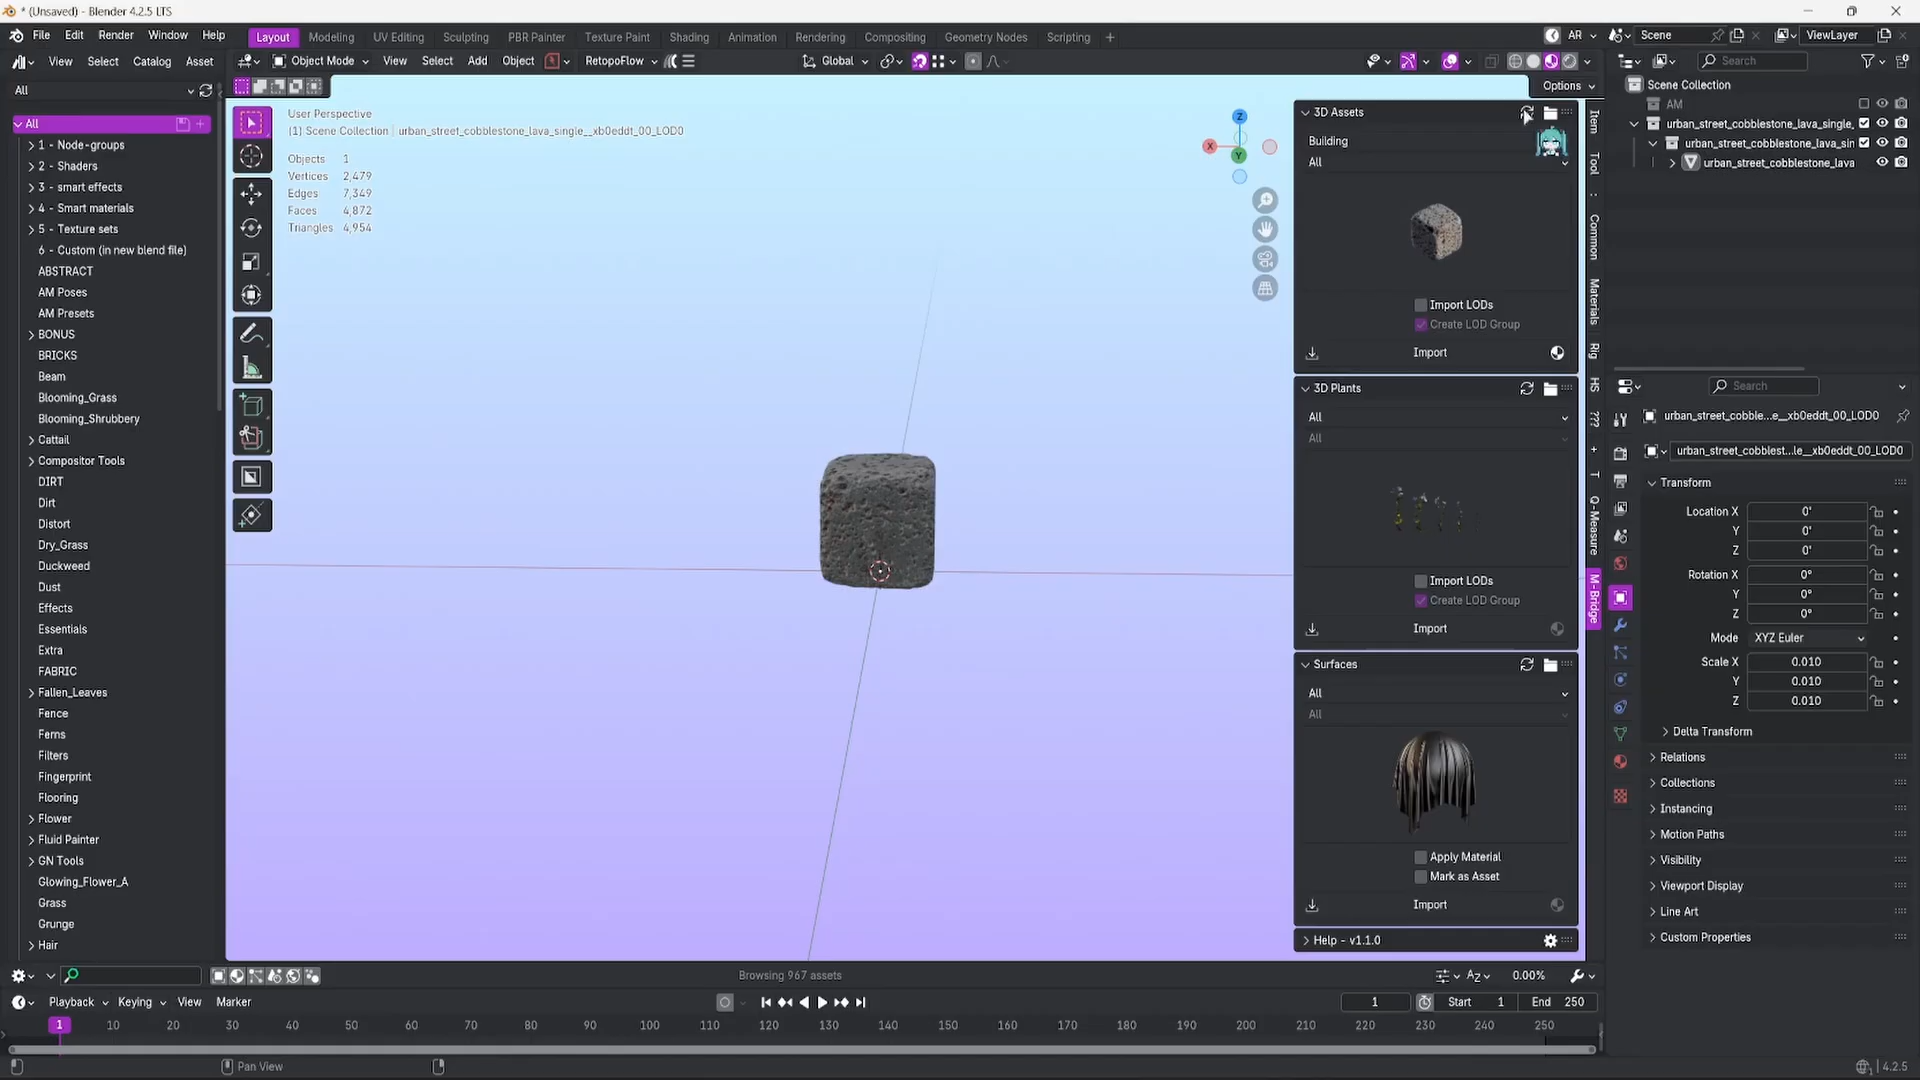 * (Unsaved) - Blender 4.2.5 LTS
File Edit Render Window Help
Layout Modeling UV Editing Sculpting PBR Painter Texture Paint Shading Animation Rendering Compositing Geometry Nodes Scripting +
AR Scene ViewLayer
View Select Catalog Asset
Object Mode View Select Add Object RetopoFlow Global
Search
All
Options
All
1 - Node-groups
2 - Shaders
3 - smart effects
4 - Smart materials
5 - Texture sets
6 - Custom (in new blend file)
ABSTRACT
AM Poses
AM Presets
BONUS
BRICKS
Beam
Blooming_Grass
Blooming_Shrubbery
Cattail
Compositor Tools
DIRT
Dirt
Distort
Dry_Grass
Duckweed
Dust
Effects
Essentials
Extra
FABRIC
Fallen_Leaves
Fence
Ferns
Filters
Fingerprint
Flooring
Flower
Fluid Painter
GN Tools
Glowing_Flower_A
Grass
Grunge
Hair
User Perspective
(1) Scene Collection | urban_street_cobblestone_lava_single__xb0eddt_00_LOD0
Objects 1
Vertices 2,479
Edges 7,349
Faces 4,872
Triangles 4,954
Z
X
Y
3D Assets
Building
All
Import LODs
Create LOD Group
Import
3D Plants
All
All
Import LODs
Create LOD Group
Import
Surfaces
All
All
Apply Material
Mark as Asset
Import
Help - v1.1.0
Item
Tool
:
Common
Materials
Rig
HS
???
+
T
Q-Measure
M-Bridge
Scene Collection
AM
urban_street_cobblestone_lava_single_
urban_street_cobblestone_lava_sin
urban_street_cobblestone_lava
Search
urban_street_cobble...e__xb0eddt_00_LOD0
urban_street_cobblest...le__xb0eddt_00_LOD0
Transform
Location X 0'
Y 0'
Z 0'
Rotation X 0°
Y 0°
Z 0°
Mode XYZ Euler
Scale X 0.010
Y 0.010
Z 0.010
Delta Transform
Relations
Collections
Instancing
Motion Paths
Visibility
Viewport Display
Line Art
Custom Properties
Browsing 967 assets
0.00%
Playback Keying View Marker
1 Start 1 End 250
1 10 20 30 40 50 60 70 80 90 100 110 120 130 140 150 160 170 180 190 200 210 220 230 240 250
Pan View
4.2.5